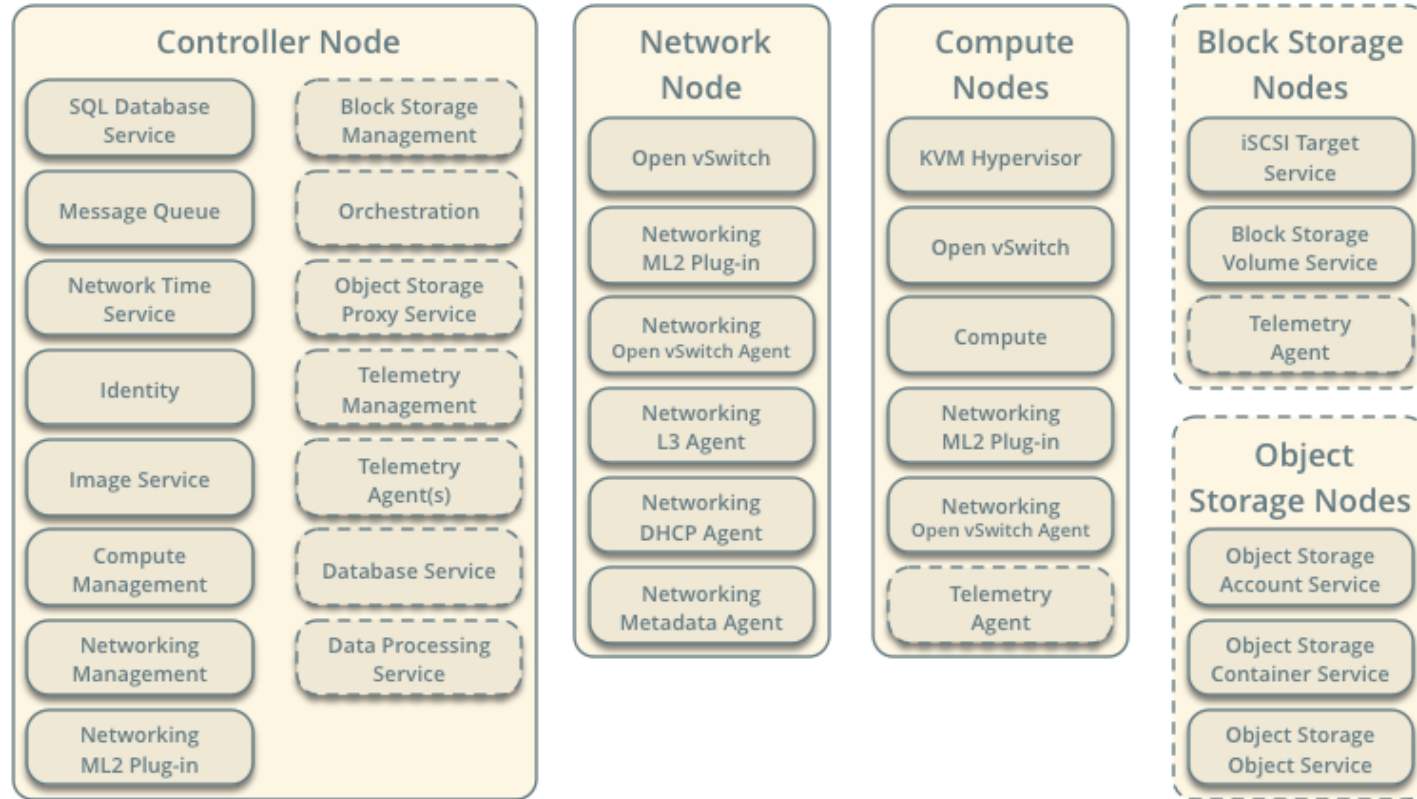 Controller Node
SQL Database
Service
Message Queue
Network Time
Service
Identity
Image Service
Compute
Management
Networking
Management
Networking
ML2 Plug-in
Block Storage
Management
Orchestration
Object Storage
Proxy Service
Telemetry
Management
Telemetry
Agent(s)
Database Service
Data Processing
Service
Network
Node
Open vSwitch
Networking
ML2 Plug-in
Networking
Open vSwitch Agent
Networking
L3 Agent
Networking
DHCP Agent
Networking
Metadata Agent
Compute
Nodes
KVM Hypervisor
Open vSwitch
Compute
Networking
ML2 Plug-in
Networking
Open vSwitch Agent
Telemetry
Agent
Block Storage
Nodes
iSCSI Target
Service
Block Storage
Volume Service
Telemetry
Agent
Object
Storage Nodes
Object Storage
Account Service
Object Storage
Container Service
Object Storage
Object Service